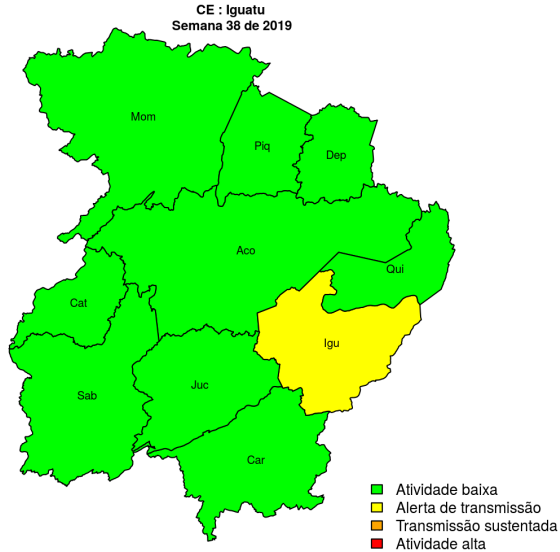 CE : Iguatu
Semana 38 de 2019
Mom
Piq
Dep
Aco
Qui
Cat
Igu
Sab
Juc
Car
Atividade baixa
Alerta de transmissão
Transmissão sustentada
Atividade alta